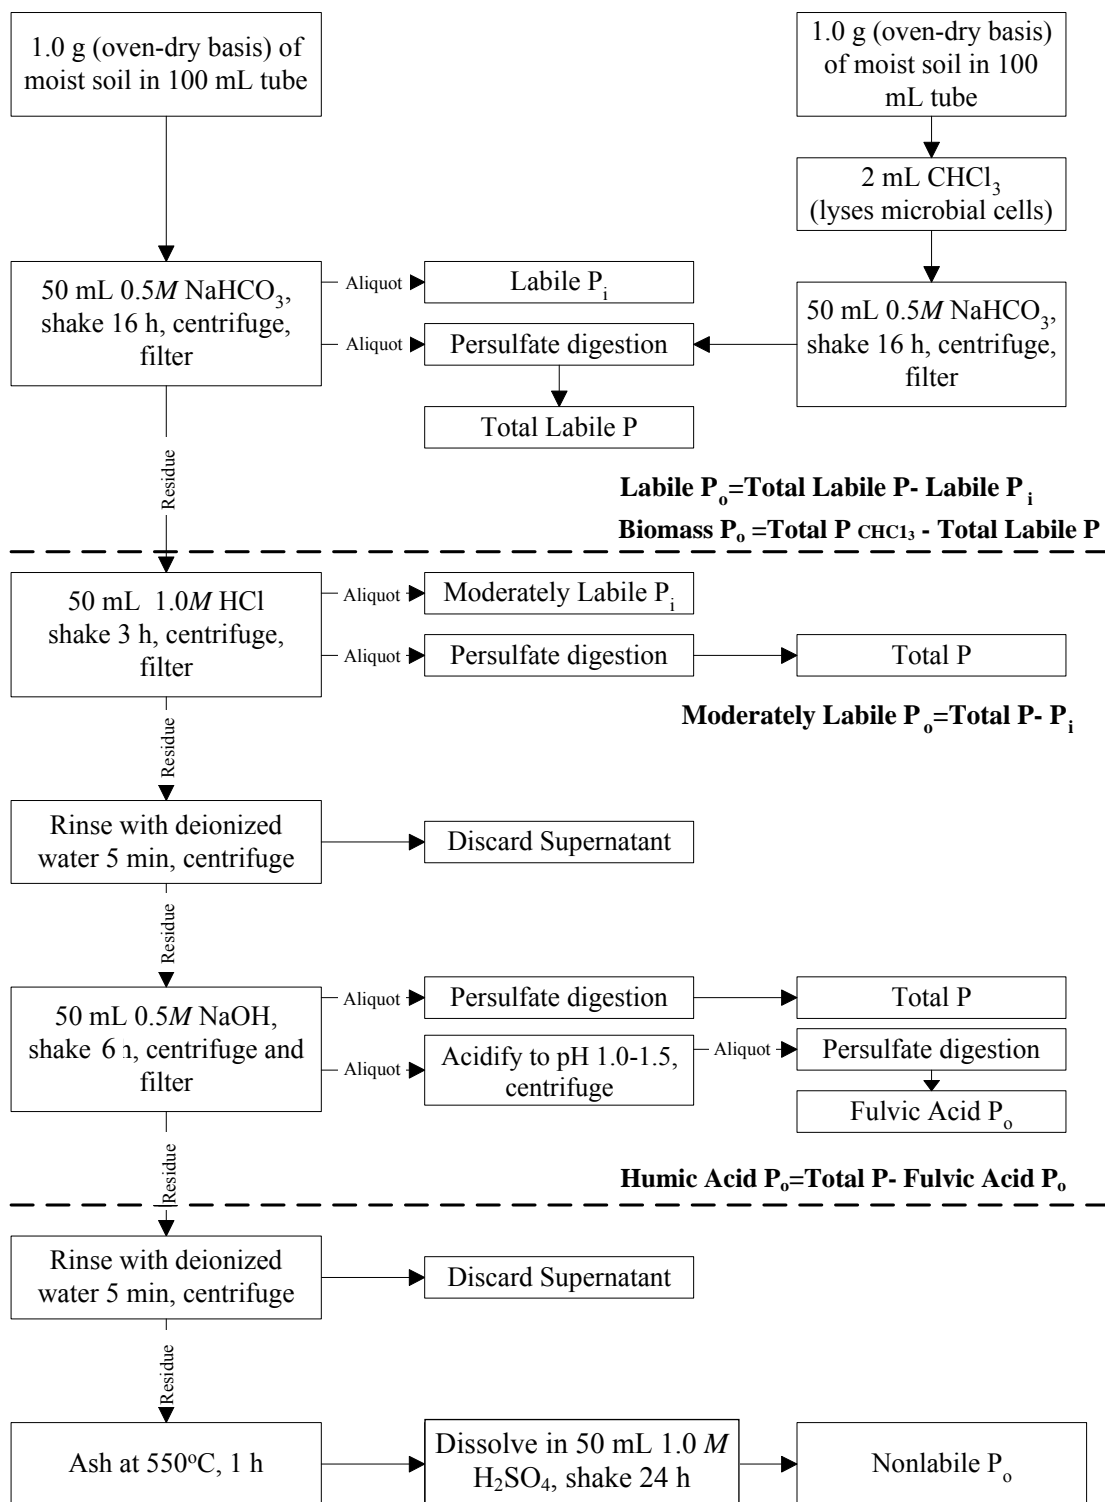 1.0 g (oven-dry basis) of
moist soil in 100 mL tube
1.0 g (oven-dry basis)
of moist soil in 100
mL tube
2 mL CHCl₃
(lyses microbial cells)
50 mL 0.5M NaHCO₃,
shake 16 h, centrifuge,
filter
Aliquot
Labile Pᵢ
Aliquot
Persulfate digestion
50 mL 0.5M NaHCO₃,
shake 16 h, centrifuge,
filter
Total Labile P
Residue
Labile Pₒ=Total Labile P- Labile Pᵢ
Biomass Pₒ =Total P CHC1₃ - Total Labile P
50 mL 1.0M HCl
shake 3 h, centrifuge,
filter
Aliquot
Moderately Labile Pᵢ
Aliquot
Persulfate digestion
Total P
Moderately Labile Pₒ=Total P- Pᵢ
Residue
Rinse with deionized
water 5 min, centrifuge
Discard Supernatant
Residue
50 mL 0.5M NaOH,
shake 6 h, centrifuge and
filter
Aliquot
Persulfate digestion
Total P
Aliquot
Acidify to pH 1.0-1.5,
centrifuge
Aliquot
Persulfate digestion
Fulvic Acid Pₒ
Residue
Humic Acid Pₒ=Total P- Fulvic Acid Pₒ
Rinse with deionized
water 5 min, centrifuge
Discard Supernatant
Residue
Ash at 550ºC, 1 h
Dissolve in 50 mL 1.0 M
H₂SO₄, shake 24 h
Nonlabile Pₒ